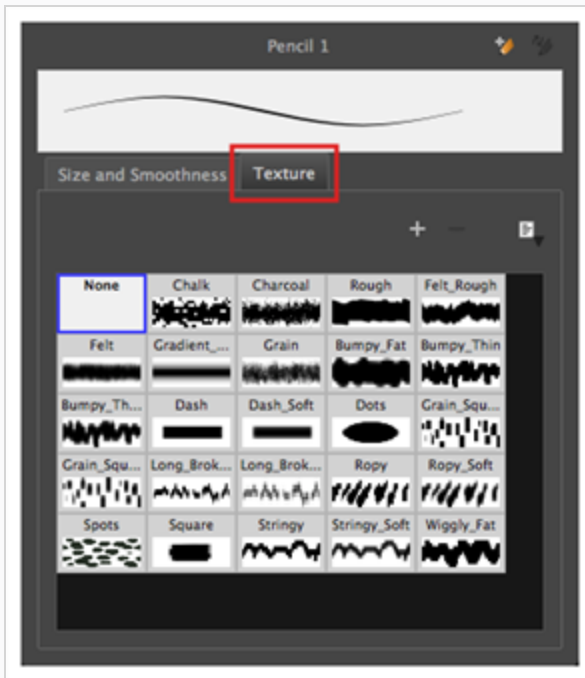 Pencil 1
Size and Smoothness Texture
None Chalk Charcoal Rough Felt_Rough
Felt Gradient_... Grain Bumpy_Fat Bumpy_Thin
Bumpy_Th... Dash Dash_Soft Dots Grain_Squ...
Grain_Squ... Long_Brok... Long_Brok... Ropy Ropy_Soft
Spots Square Stringy Stringy_Soft Wiggly_Fat